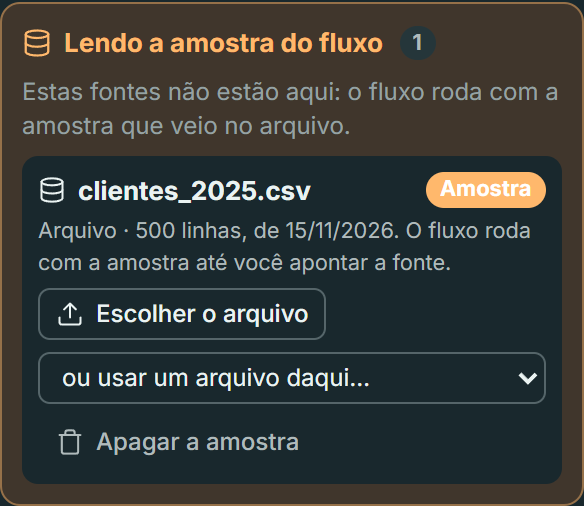 Lendo a amostra do fluxo 1
Estas fontes não estão aqui: o fluxo roda com a
amostra que veio no arquivo.
clientes_2025.csv Amostra
Arquivo · 500 linhas, de 15/11/2026. O fluxo roda
com a amostra até você apontar a fonte.
Escolher o arquivo
ou usar um arquivo daqui...
Apagar a amostra